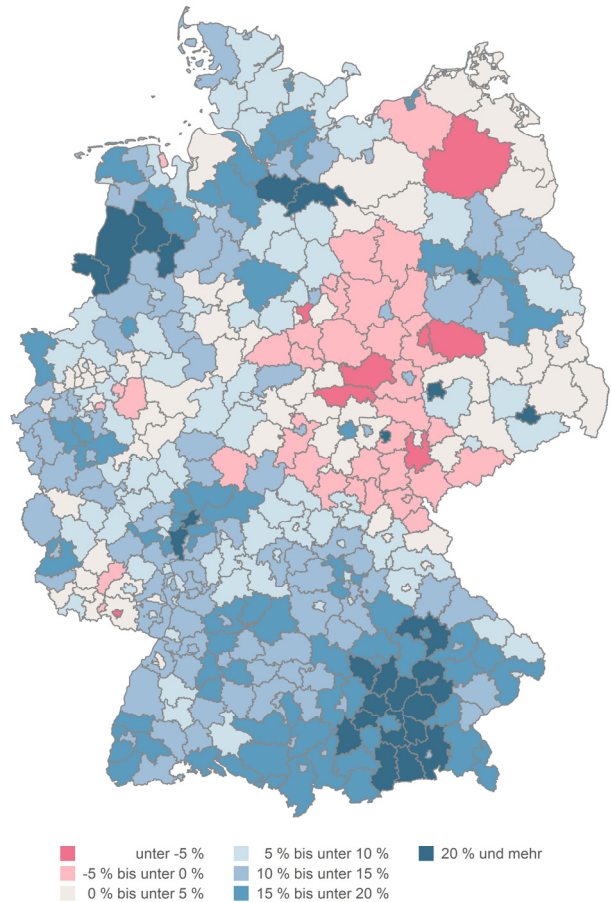 unter -5 % 5 % bis unter 10 % 20 % und mehr
-5 % bis unter 0 % 10 % bis unter 15 %
0 % bis unter 5 % 15 % bis unter 20 %